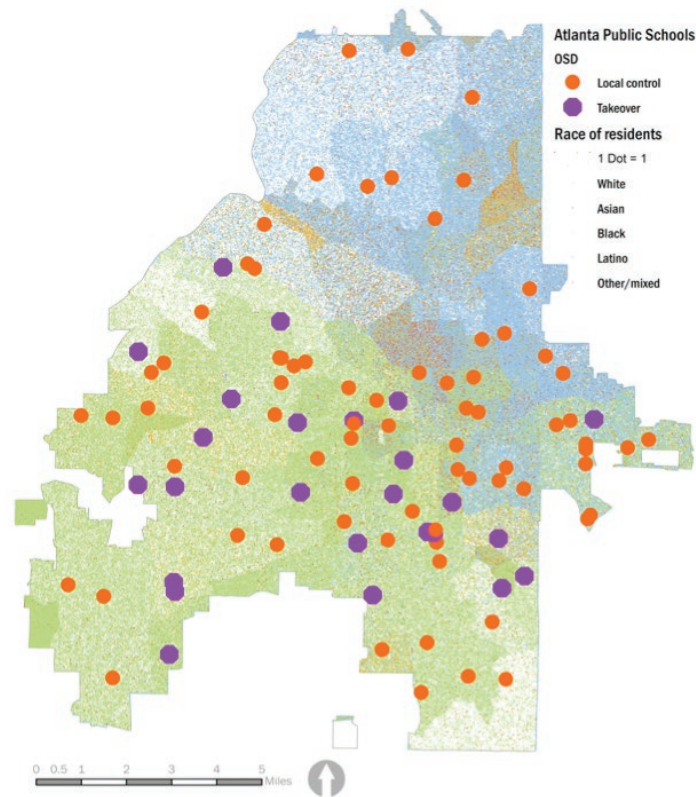 Atlanta Public Schools
OSD
Local control
Takeover
Race of residents
1 Dot = 1
White
Asian
Black
Latino
Other/mixed
0 0.5 1 2 3 4 5
Miles